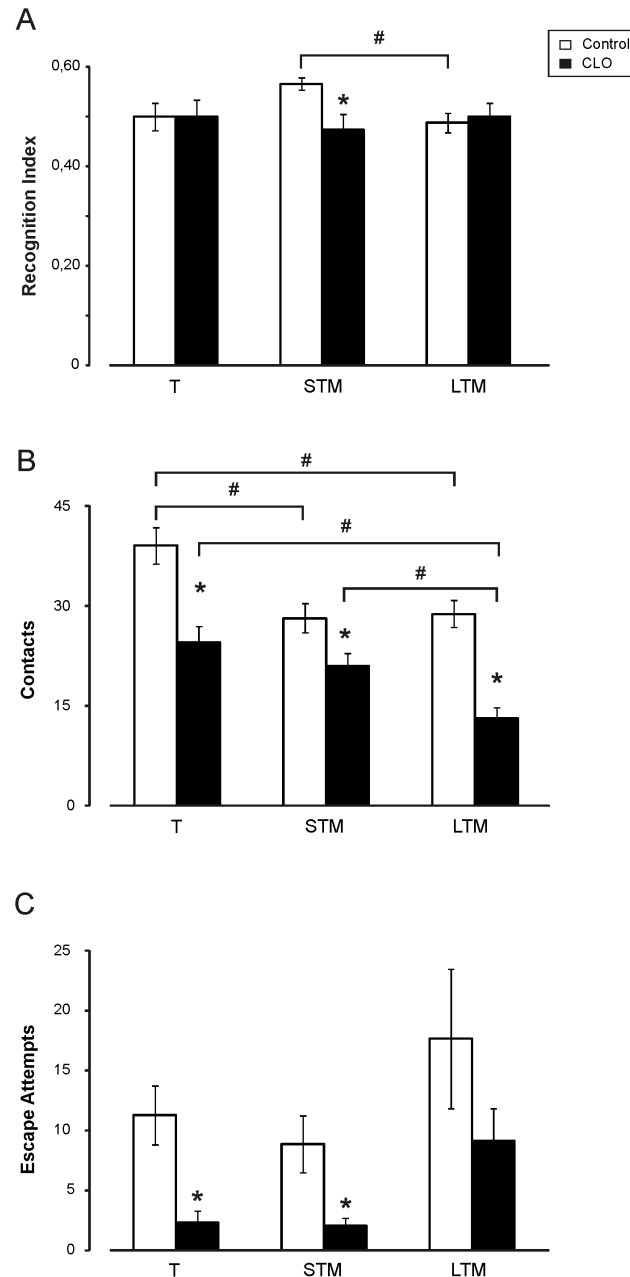 A
#
Control
CLO
0,60
*
0,40
0,20
0
Recognition Index
T STM LTM
B
#
#
45
#
#
*
30
*
*
15
0
Contacts
T STM LTM
C
25
20
15
10
5
* *
0
Escape Attempts
T STM LTM